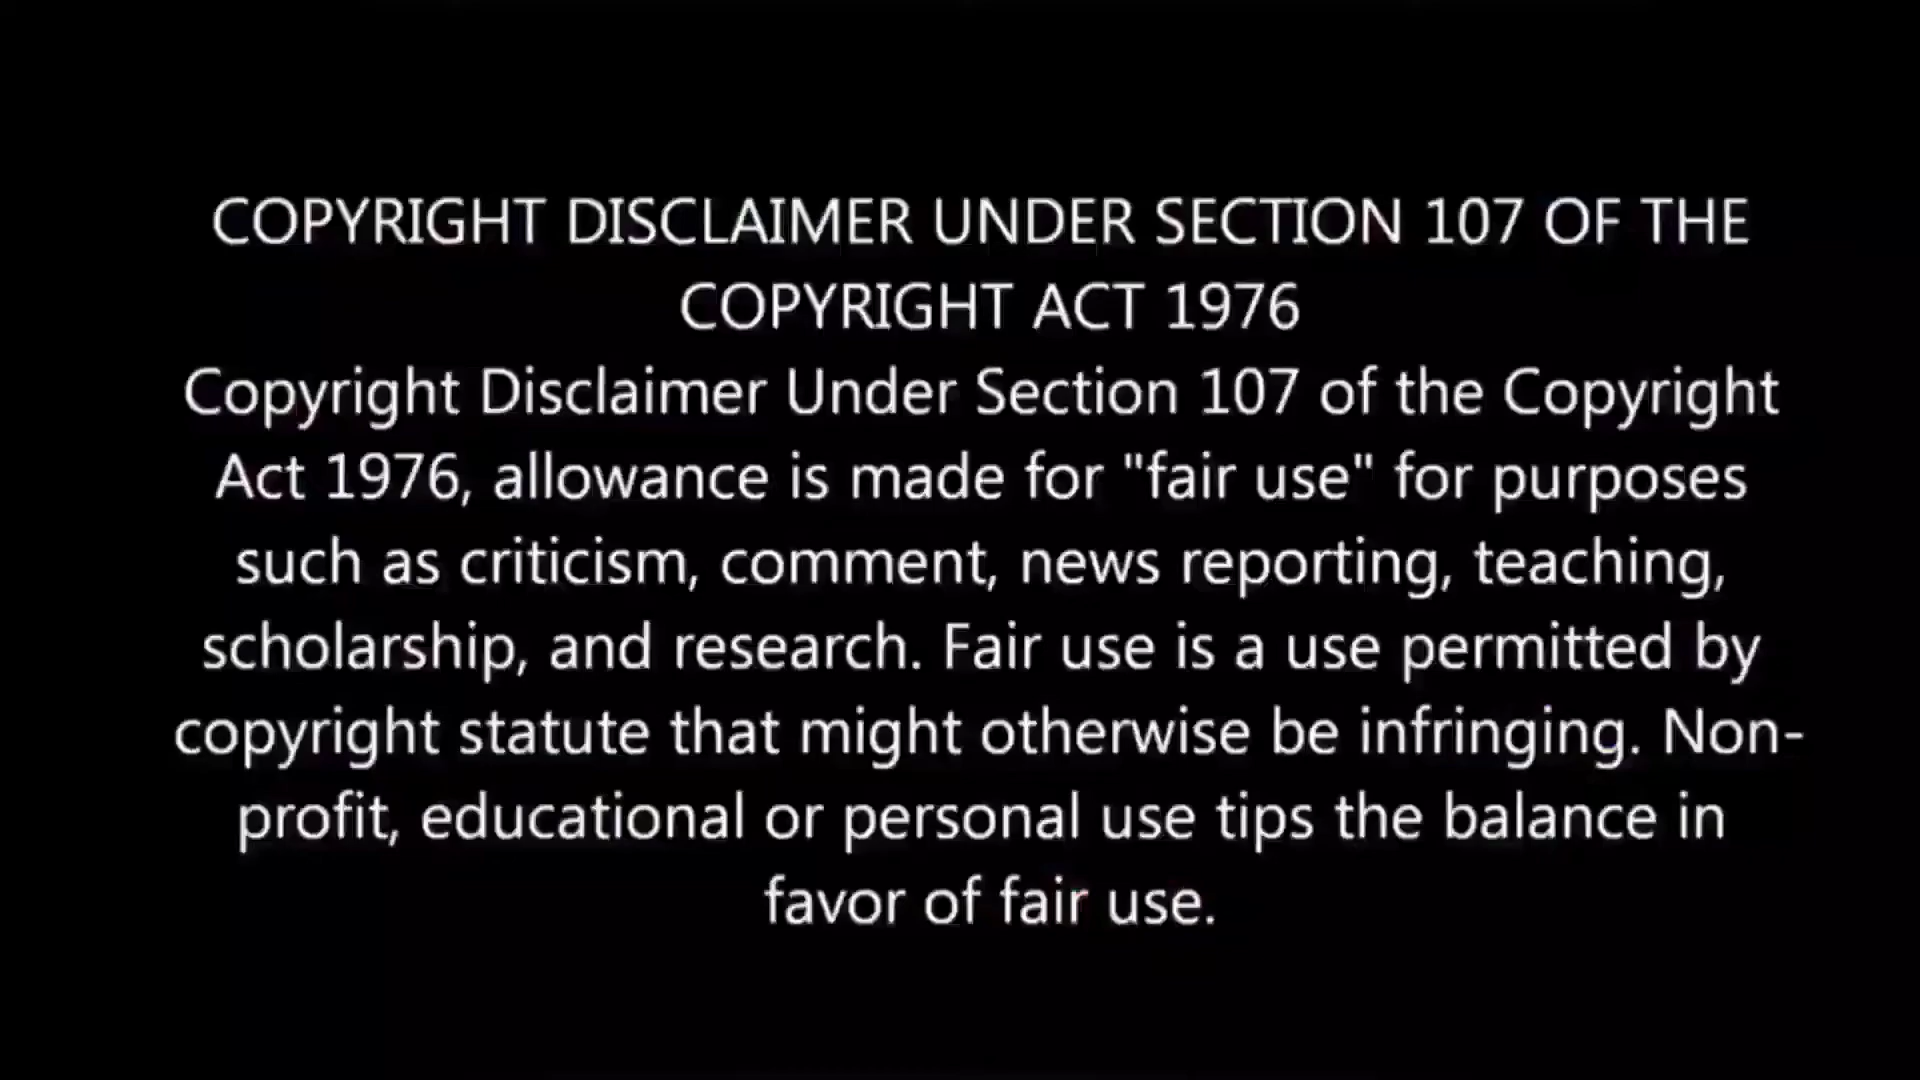 COPYRIGHT DISCLAIMER UNDER SECTION 107 OF THE
COPYRIGHT ACT 1976
Copyright Disclaimer Under Section 107 of the Copyright
Act 1976, allowance is made for "fair use" for purposes
such as criticism, comment, news reporting, teaching,
scholarship, and research. Fair use is a use permitted by
copyright statute that might otherwise be infringing. Non-
profit, educational or personal use tips the balance in
favor of fair use.